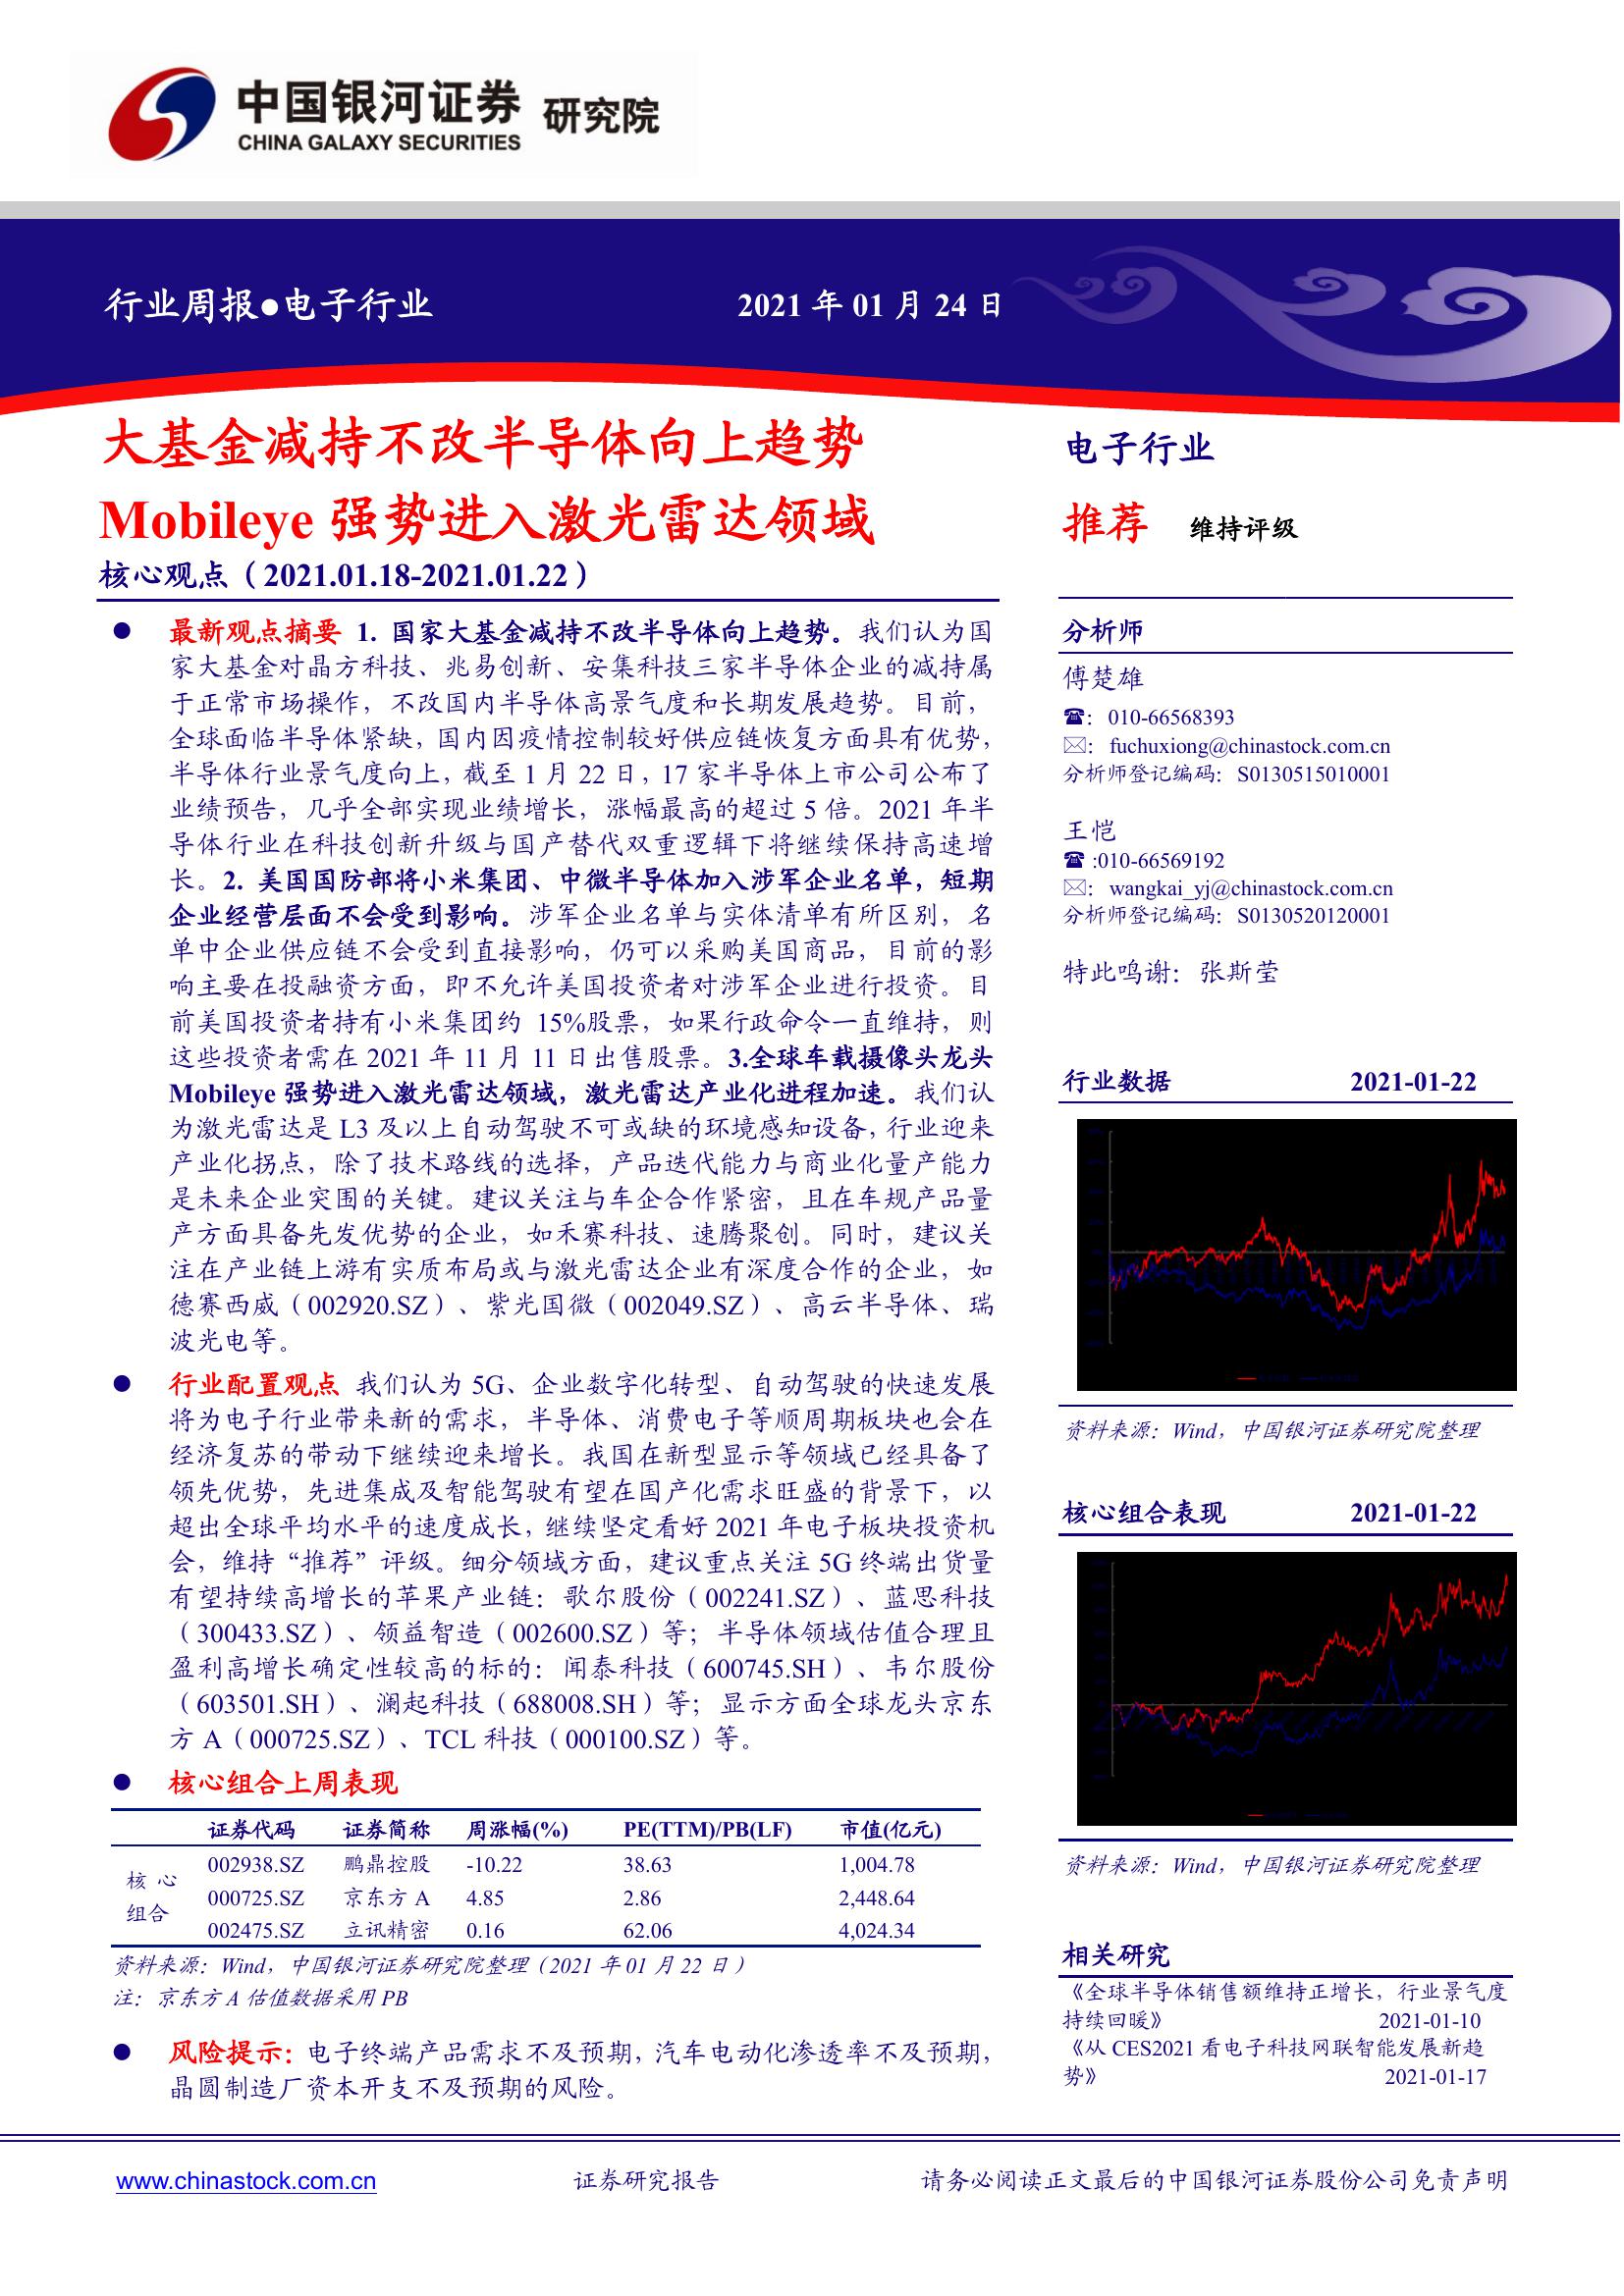 中国银河证券 研究院
CHINA GALAXY SECURITIES
行业周报●电子行业 2021 年 01 月 24 日
大基金减持不改半导体向上趋势
Mobileye 强势进入激光雷达领域
核心观点（2021.01.18-2021.01.22）
● 最新观点摘要 1. 国家大基金减持不改半导体向上趋势。我们认为国
家大基金对晶方科技、兆易创新、安集科技三家半导体企业的减持属
于正常市场操作，不改国内半导体高景气度和长期发展趋势。目前，
全球面临半导体紧缺，国内因疫情控制较好供应链恢复方面具有优势，
半导体行业景气度向上，截至 1 月 22 日，17 家半导体上市公司公布了
业绩预告，几乎全部实现业绩增长，涨幅最高的超过 5 倍。2021 年半
导体行业在科技创新升级与国产替代双重逻辑下将继续保持高速增
长。2. 美国国防部将小米集团、中微半导体加入涉军企业名单，短期
企业经营层面不会受到影响。涉军企业名单与实体清单有所区别，名
单中企业供应链不会受到直接影响，仍可以采购美国商品，目前的影
响主要在投融资方面，即不允许美国投资者对涉军企业进行投资。目
前美国投资者持有小米集团约 15%股票，如果行政命令一直维持，则
这些投资者需在 2021 年 11 月 11 日出售股票。3.全球车载摄像头龙头
Mobileye 强势进入激光雷达领域，激光雷达产业化进程加速。我们认
为激光雷达是 L3 及以上自动驾驶不可或缺的环境感知设备，行业迎来
产业化拐点，除了技术路线的选择，产品迭代能力与商业化量产能力
是未来企业突围的关键。建议关注与车企合作紧密，且在车规产品量
产方面具备先发优势的企业，如禾赛科技、速腾聚创。同时，建议关
注在产业链上游有实质布局或与激光雷达企业有深度合作的企业，如
德赛西威（002920.SZ）、紫光国微（002049.SZ）、高云半导体、瑞
波光电等。
● 行业配置观点 我们认为 5G、企业数字化转型、自动驾驶的快速发展
将为电子行业带来新的需求，半导体、消费电子等顺周期板块也会在
经济复苏的带动下继续迎来增长。我国在新型显示等领域已经具备了
领先优势，先进集成及智能驾驶有望在国产化需求旺盛的背景下，以
超出全球平均水平的速度成长，继续坚定看好 2021 年电子板块投资机
会，维持“推荐”评级。细分领域方面，建议重点关注 5G 终端出货量
有望持续高增长的苹果产业链：歌尔股份（002241.SZ）、蓝思科技
（300433.SZ）、领益智造（002600.SZ）等；半导体领域估值合理且
盈利高增长确定性较高的标的：闻泰科技（600745.SH）、韦尔股份
（603501.SH）、澜起科技（688008.SH）等；显示方面全球龙头京东
方 A（000725.SZ）、TCL 科技（000100.SZ）等。
● 核心组合上周表现
证券代码 证券简称 周涨幅(%) PE(TTM)/PB(LF) 市值(亿元)
核 心
组合
002938.SZ 鹏鼎控股 -10.22 38.63 1,004.78
000725.SZ 京东方 A 4.85 2.86 2,448.64
002475.SZ 立讯精密 0.16 62.06 4,024.34
资料来源：Wind，中国银河证券研究院整理（2021 年 01 月 22 日）
注：京东方 A 估值数据采用 PB
● 风险提示：电子终端产品需求不及预期，汽车电动化渗透率不及预期，
晶圆制造厂资本开支不及预期的风险。
电子行业
推荐 维持评级
分析师
傅楚雄
☎：010-66568393
✉：fuchuxiong@chinastock.com.cn
分析师登记编码：S0130515010001
王恺
☎:010-66569192
✉：wangkai_yj@chinastock.com.cn
分析师登记编码：S0130520120001
特此鸣谢：张斯莹
行业数据 2021-01-22
资料来源：Wind，中国银河证券研究院整理
核心组合表现 2021-01-22
资料来源：Wind，中国银河证券研究院整理
相关研究
《全球半导体销售额维持正增长，行业景气度
持续回暖》 2021-01-10
《从 CES2021 看电子科技网联智能发展新趋
势》 2021-01-17
www.chinastock.com.cn 证券研究报告 请务必阅读正文最后的中国银河证券股份公司免责声明